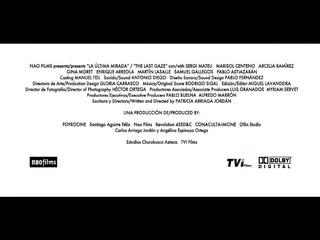 NAO FILMS presenta/presents "LA ÚLTIMA MIRADA" / "THE LAST GAZE" con/with SERGI MATEU MARISOL CENTENO ARCELIA RAMÍREZ
GINA MORET ENRIQUE ARREOLA MARTÍN LASALLE SAMUEL GALLEGOS PABLO ASTIAZARÁN
Casting MANUEL TEIL Sonido/Sound ANTONIO DIEGO Diseño Sonoro/Sound Design PABLO FERNÁNDEZ
Directora de Arte/Production Design GLORIA CARRASCO Música/Original Score RODRIGO SIGAL Edición/Editor MIGUEL LAVANDEIRA
Director de Fotografía/Director of Photography HÉCTOR ORTEGA Productores Asociados/Associate Producers LUIS GRANADOS MYRIAM SERVET
Productores Ejecutivos/Executive Producers PABLO BUELNA ALFREDO MARRÓN
Escritora y Directora/Written and Directed by PATRICIA ARRIAGA JORDÁN
UNA PRODUCCIÓN DE/PRODUCED BY:
FOPROCINE Santiago Aguirre Félix Nao Films Revolution 435D&C CONACULTA-IMCINE Ollin Studio
Carlos Arriaga Jordán y Angélica Espinoza Ortega
Estudios Churubusco Azteca TVI Films
naofilms
TVi Films
DOLBY
DIGITAL